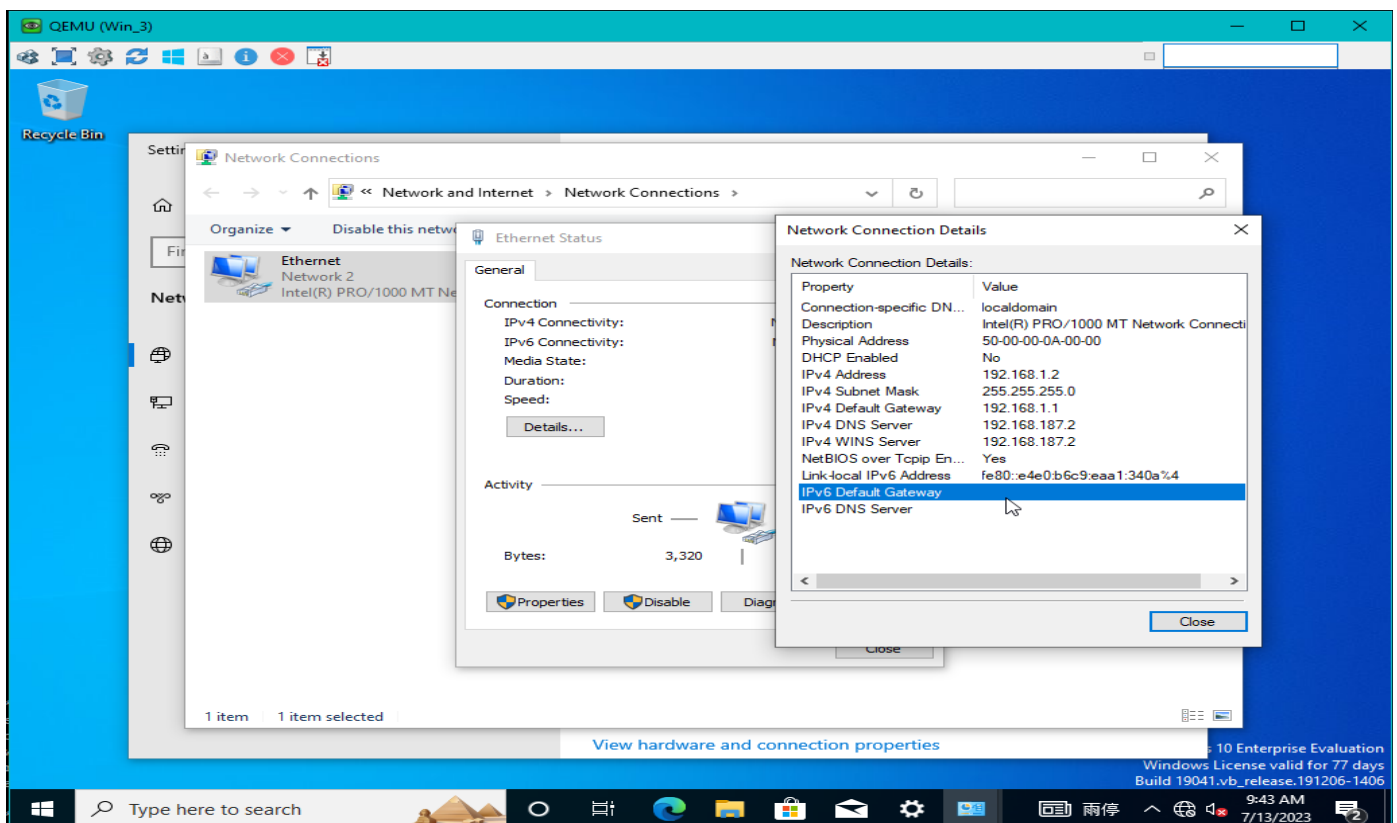 QEMU (Win_3)
Recycle Bin
Settin
Network Connections
« Network and Internet > Network Connections >
Organize Disable this netwo
Fin
Netw
Ethernet
Network 2
Intel(R) PRO/1000 MT Ne
Ethernet Status
General
Connection
IPv4 Connectivity:
IPv6 Connectivity:
Media State:
Duration:
Speed:
Details...
Activity
Sent
Bytes: 3,320
Properties Disable Diagn
Close
Network Connection Details
Network Connection Details:
Property Value
Connection-specific DN... localdomain
Description Intel(R) PRO/1000 MT Network Connecti
Physical Address 50-00-00-0A-00-00
DHCP Enabled No
IPv4 Address 192.168.1.2
IPv4 Subnet Mask 255.255.255.0
IPv4 Default Gateway 192.168.1.1
IPv4 DNS Server 192.168.187.2
IPv4 WINS Server 192.168.187.2
NetBIOS over Tcpip En... Yes
Link-local IPv6 Address fe80::e4e0:b6c9:eaa1:340a%4
IPv6 Default Gateway
IPv6 DNS Server
Close
1 item 1 item selected
View hardware and connection properties
10 Enterprise Evaluation
Windows License valid for 77 days
Build 19041.vb_release.191206-1406
Type here to search
雨停
9:43 AM
7/13/2023
2